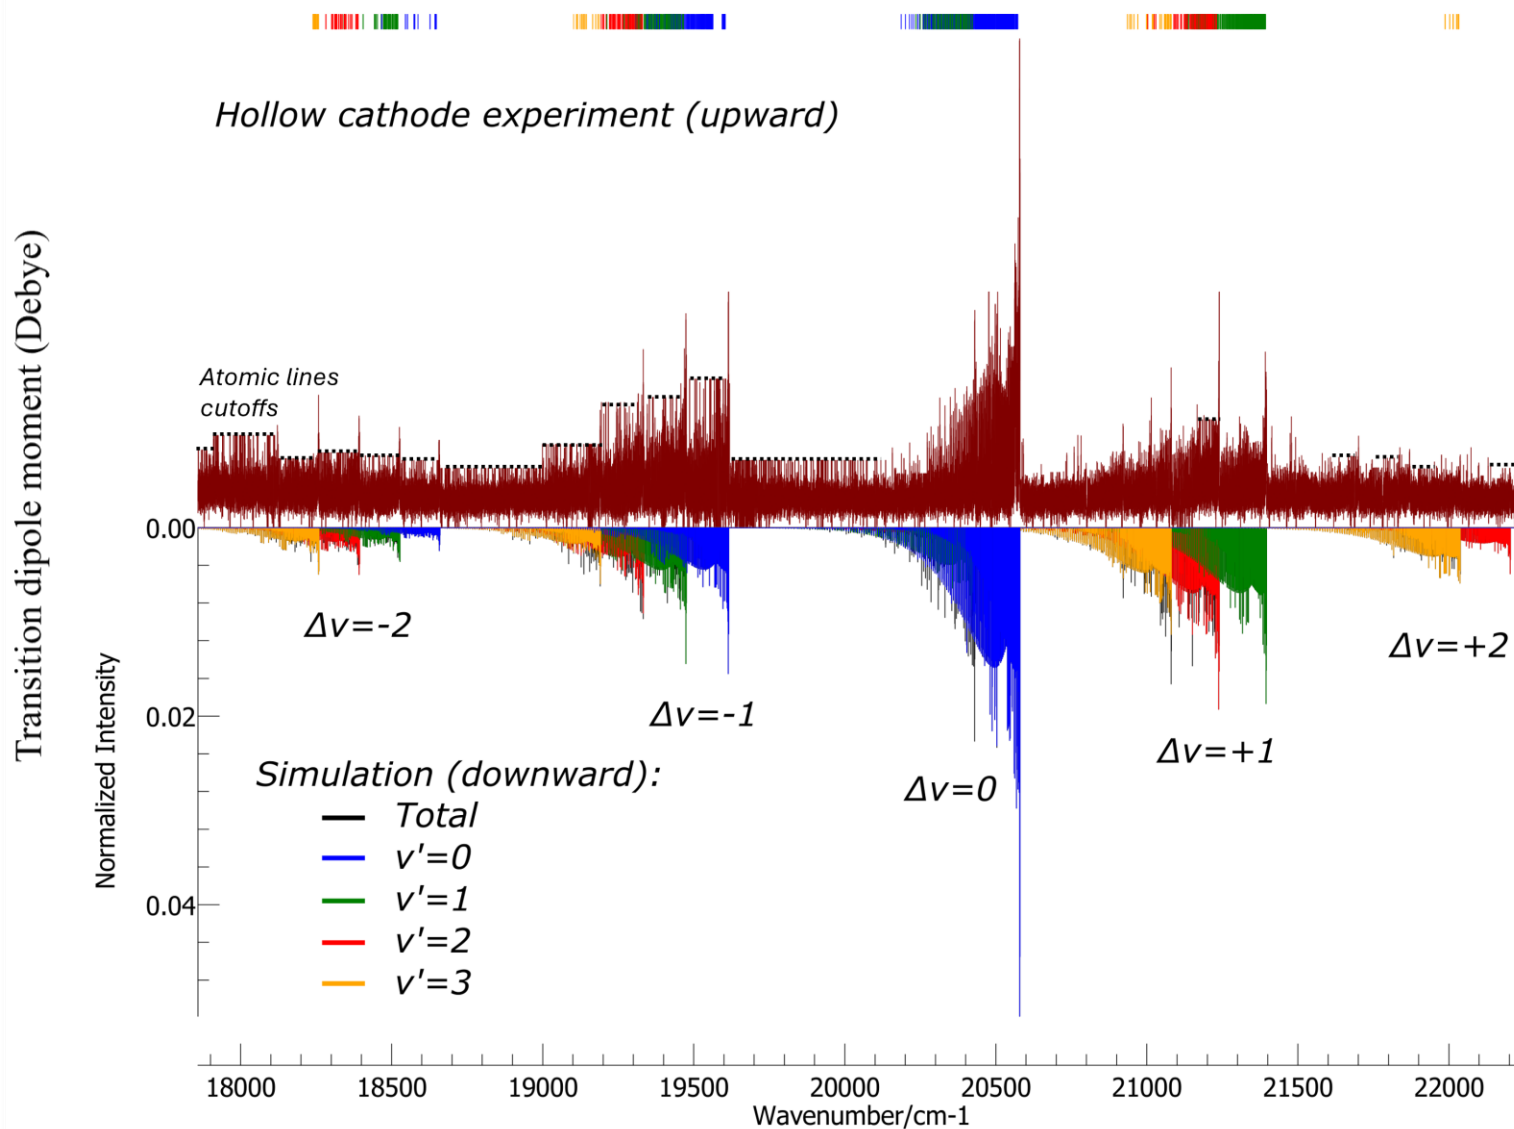 Hollow cathode experiment (upward)
Transition dipole moment (Debye)
Atomic lines
cutoffs
0.00
Δv=-2
Δv=-1
Δv=0
Δv=+1
Δv=+2
Normalized Intensity
0.02
0.04
Simulation (downward):
Total
v'=0
v'=1
v'=2
v'=3
18000 18500 19000 19500 20000 20500 21000 21500 22000
Wavenumber/cm-1